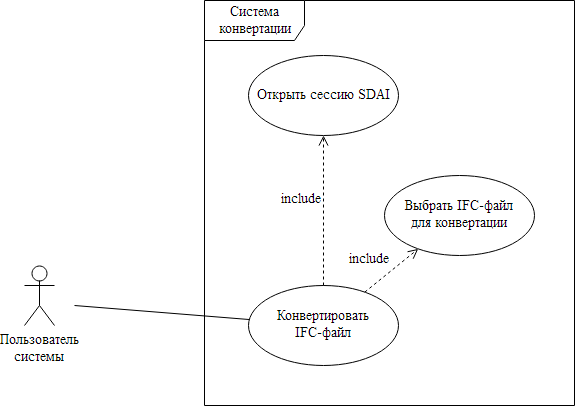 Система
конвертации
Открыть сессию SDAI
include
Выбрать IFC-файл
для конвертации
include
Конвертировать
IFC-файл
Пользователь
системы